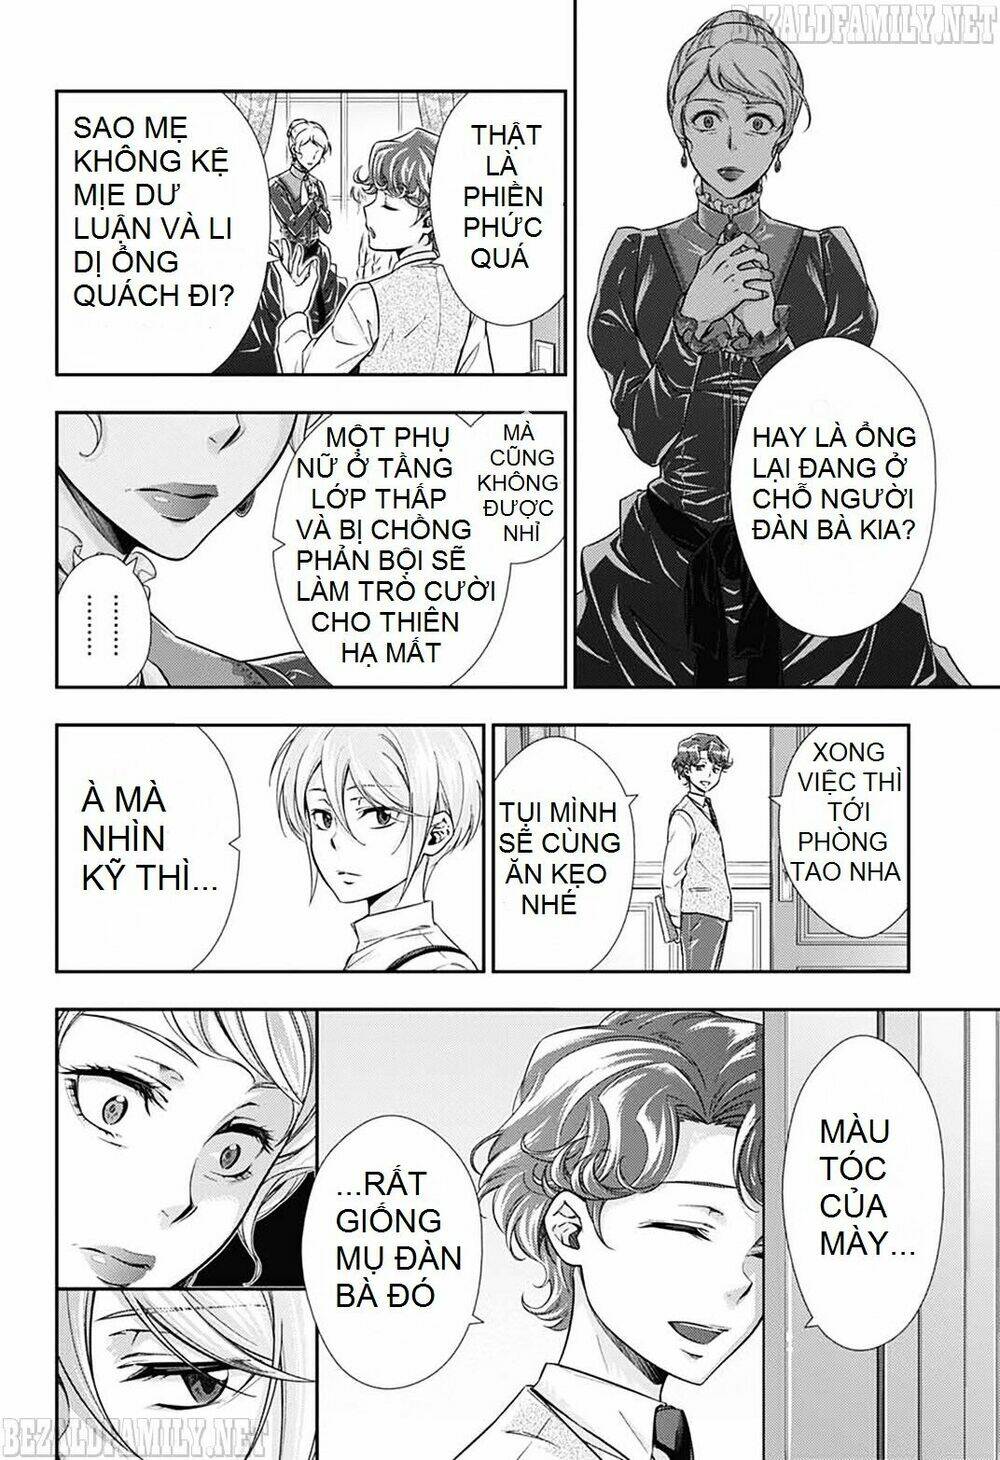 BEZALDFAMILY.NET
HAY LÀ ỔNG
LẠI ĐANG Ở
CHỖ NGƯỜI
ĐÀN BÀ KIA?
THẬT
LÀ
PHIỀN
PHỨC
QUÁ
SAO MẸ
KHÔNG KỆ
MỊE DƯ
LUẬN VÀ LI
DỊ ỔNG
QUÁCH ĐI?
MÀ
CŨNG
KHÔNG
ĐƯỢC
NHỈ
MỘT PHỤ
NỮ Ở TẦNG
LỚP THẤP
VÀ BỊ CHỒNG
PHẢN BỘI SẼ
LÀM TRÒ CƯỜI
CHO THIÊN
HẠ MẤT
XONG
VIỆC THÌ
TỚI
PHÒNG
TAO NHA
TỤI MÌNH
SẼ CÙNG
ĂN KẸO
NHÉ
À MÀ
NHÌN
KỸ THÌ...
MÀU
TÓC
CỦA
MÀY...
...RẤT
GIỐNG
MỤ ĐÀN
BÀ ĐÓ
BEZALDFAMILY.NET